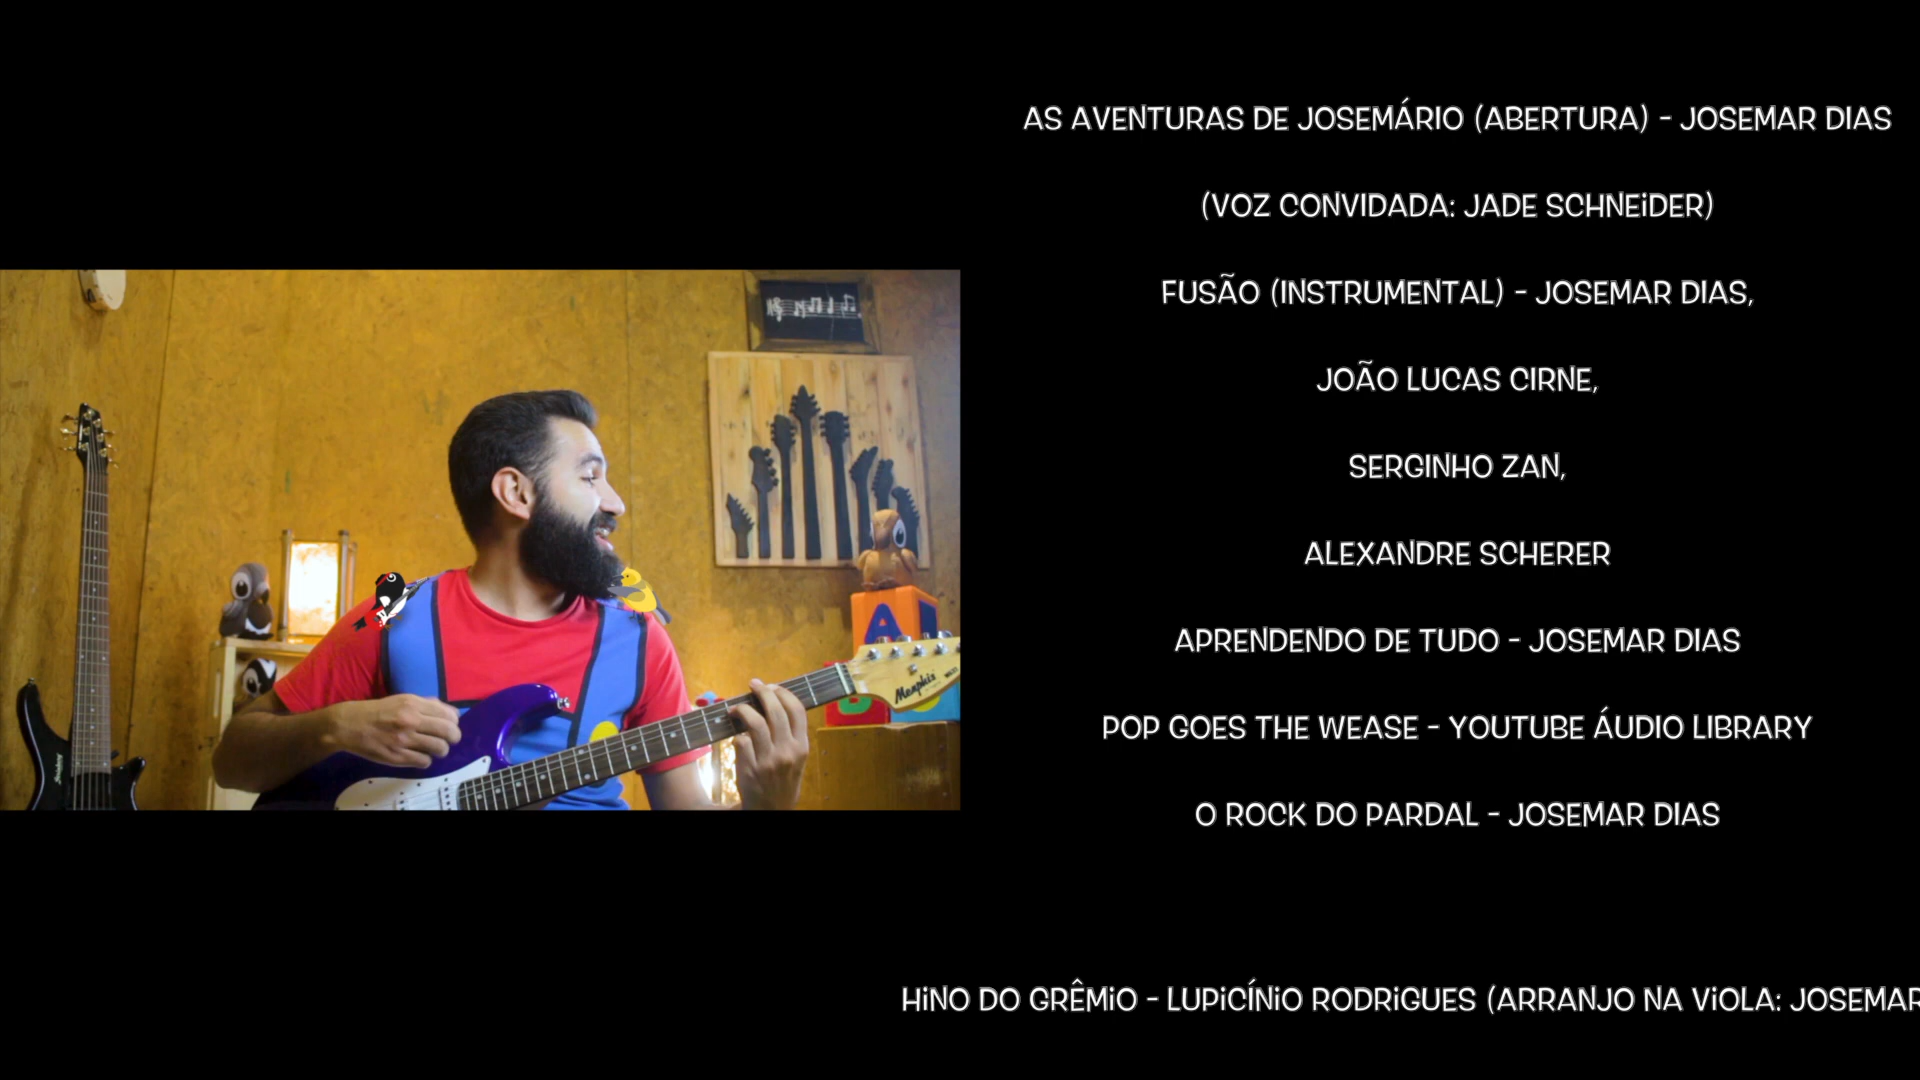 AS AVENTURAS DE JOSEMÁRIO (ABERTURA) - JOSEMAR DIAS
(VOZ CONVIDADA: JADE SCHNEiDER)
FUSÃO (INSTRUMENTAL) - JOSEMAR DIAS,
JOÃO LUCAS CIRNE,
SERGINHO ZAN,
ALEXANDRE SCHERER
APRENDENDO DE TUDO - JOSEMAR DIAS
POP GOES THE WEASE - YOUTUBE ÁUDIO LIBRARY
O ROCK DO PARDAL - JOSEMAR DIAS
HiNO DO GRÊMiO - LUPiCÍNiO RODRiGUES (ARRANJO NA ViOLA: JOSEMAR
A
Memphis